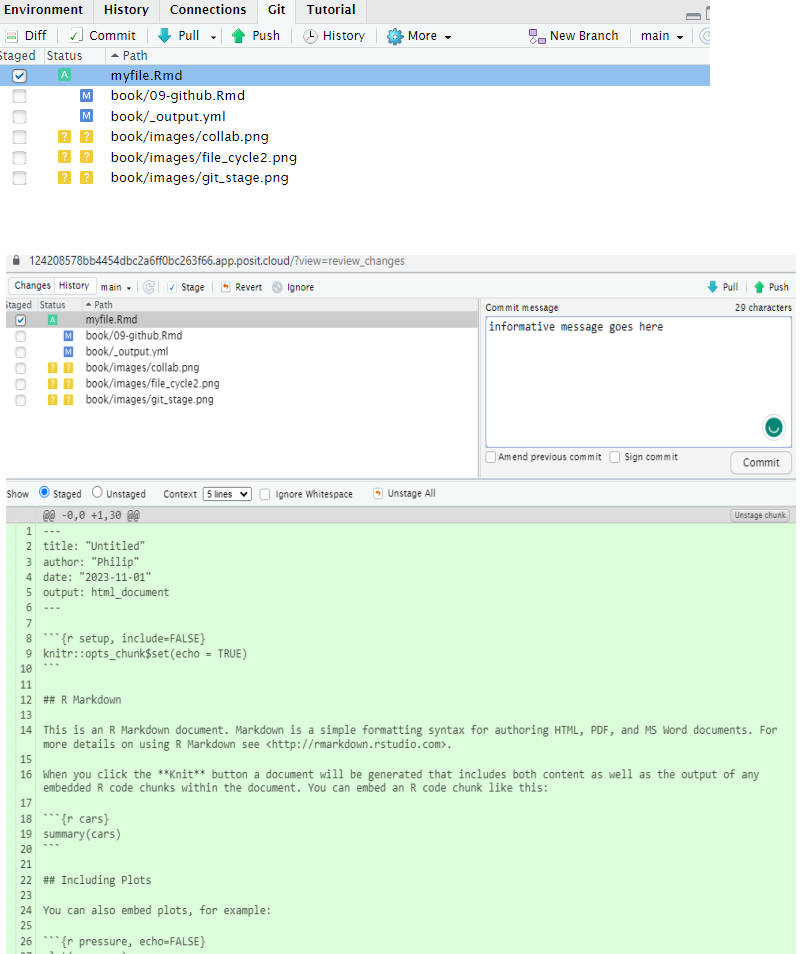 Environment History Connections Git Tutorial
Diff Commit Pull Push History More New Branch main
Staged Status Path
A myfile.Rmd
M book/09-github.Rmd
M book/_output.yml
? ? book/images/collab.png
? ? book/images/file_cycle2.png
? ? book/images/git_stage.png
124208578bb4454dbc2a6ff0bc263f66.app.posit.cloud/?view=review_changes
Changes History main Stage Revert Ignore Pull Push
Staged Status Path
A myfile.Rmd
M book/09-github.Rmd
M book/_output.yml
? ? book/images/collab.png
? ? book/images/file_cycle2.png
? ? book/images/git_stage.png
Commit message 29 characters
informative message goes here
Amend previous commit Sign commit Commit
Show Staged Unstaged Context 5 lines Ignore Whitespace Unstage All
@@ -0,0 +1,30 @@ Unstage chunk
1 ---
2 title: "Untitled"
3 author: "Philip"
4 date: "2023-11-01"
5 output: html_document
6 ---
7
8 ```{r setup, include=FALSE}
9 knitr::opts_chunk$set(echo = TRUE)
10 ```
11
12 ## R Markdown
13
14 This is an R Markdown document. Markdown is a simple formatting syntax for authoring HTML, PDF, and MS Word documents. For
more details on using R Markdown see <http://rmarkdown.rstudio.com>.
15
16 When you click the **Knit** button a document will be generated that includes both content as well as the output of any
embedded R code chunks within the document. You can embed an R code chunk like this:
17
18 ```{r cars}
19 summary(cars)
20 ```
21
22 ## Including Plots
23
24 You can also embed plots, for example:
25
26 ```{r pressure, echo=FALSE}